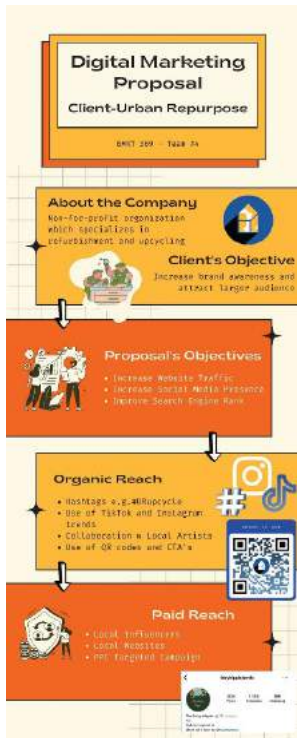 Digital Marketing
Proposal
Client-Urban Repurpose
BMKT 369 - Team 74
About the Company
Non-for-profit organization
which specializes in
refurbishment and upcycling
Client's Objective
Increase brand awareness and
attract larger audience
Proposal's Objectives
• Increase Website Traffic
• Increase Social Media Presence
• Improve Search Engine Rank
Organic Reach
• Hashtags e.g.#URupcycle
• Use of TikTok and Instagram
trends
• Collaboration w Local Artists
• Use of QR codes and CTA's
#
Paid Reach
• Local Influencers
• Local Websites
• PPC Targeted Campaign